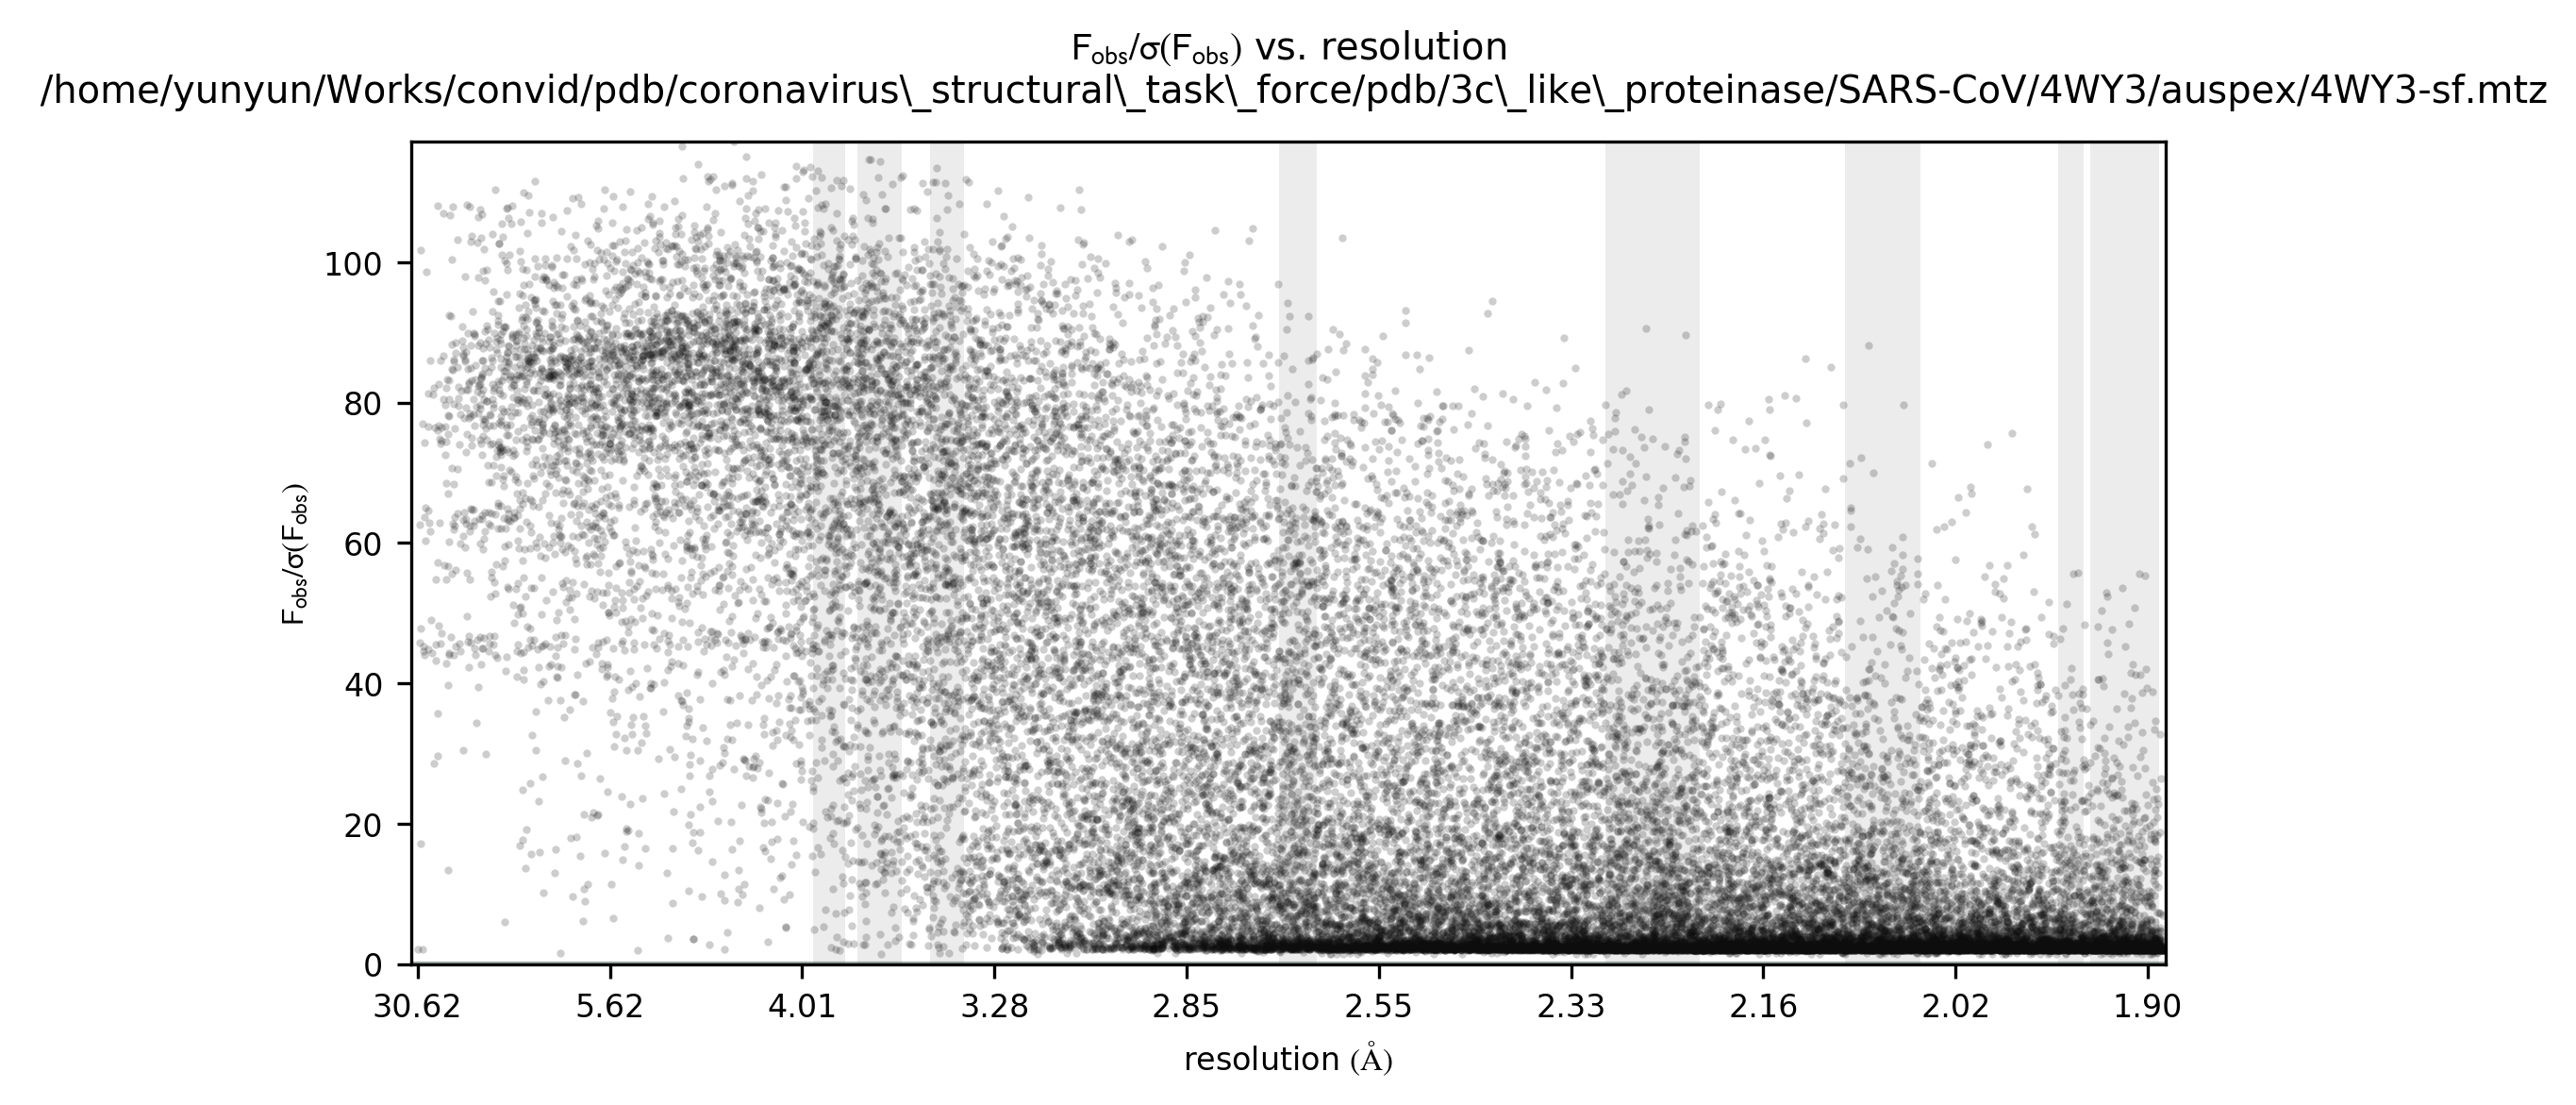 Fobs/σ(Fobs) vs. resolution
/home/yunyun/Works/convid/pdb/coronavirus\_structural\_task\_force/pdb/3c\_like\_proteinase/SARS-CoV/4WY3/auspex/4WY3-sf.mtz
Fobs/σ(Fobs)
100
80
60
40
20
0
30.62 5.62 4.01 3.28 2.85 2.55 2.33 2.16 2.02 1.90
resolution (Å)